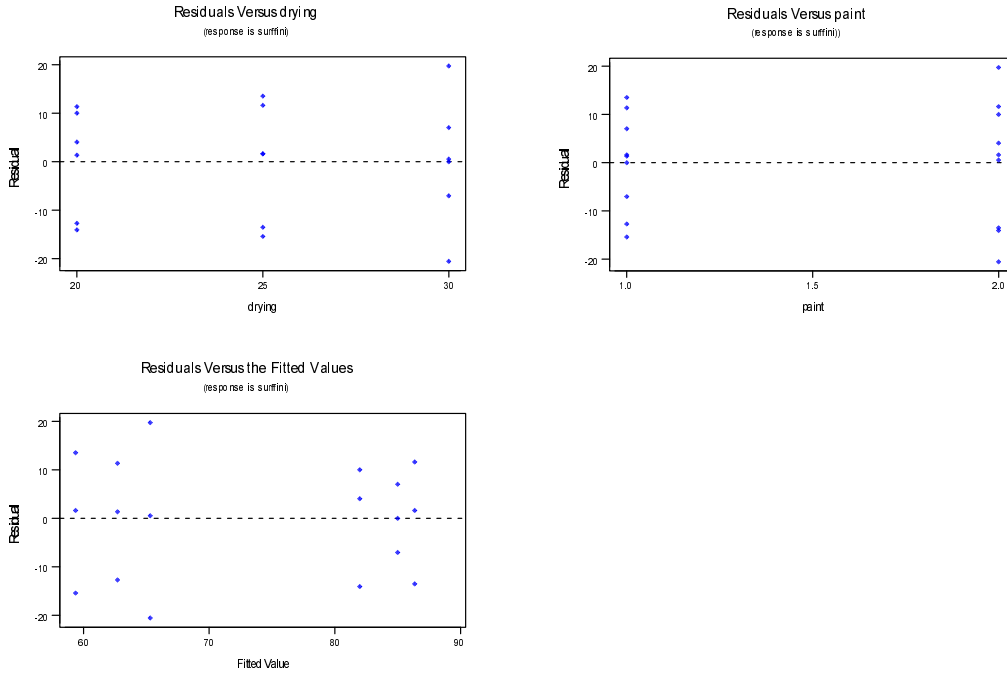 Residuals Versus drying
(response is surffini)
20
10
0
-10
-20
Residual
20
25
30
drying
Residuals Versus paint
(response is surffini))
20
10
0
-10
-20
Residual
1.0
1.5
2.0
paint
Residuals Versus the Fitted Values
(response is surffini)
20
10
0
-10
-20
Residual
60
70
80
90
Fitted Value